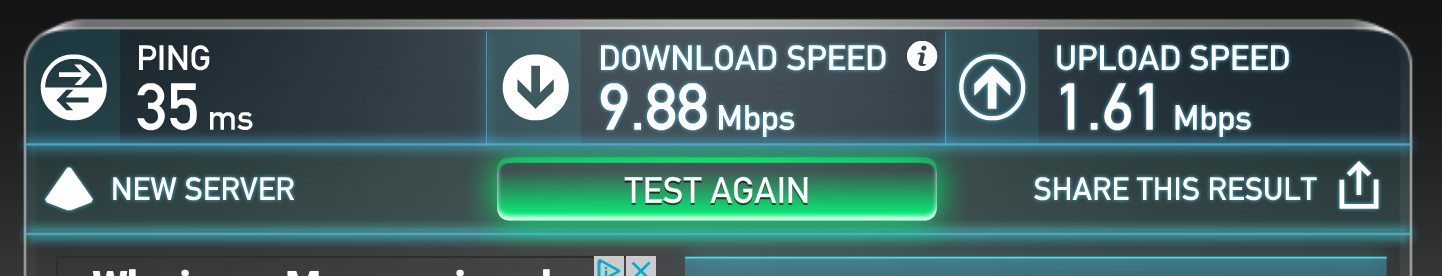 PING
35 ms
DOWNLOAD SPEED
9.88 Mbps
UPLOAD SPEED
1.61 Mbps
NEW SERVER
TEST AGAIN
SHARE THIS RESULT